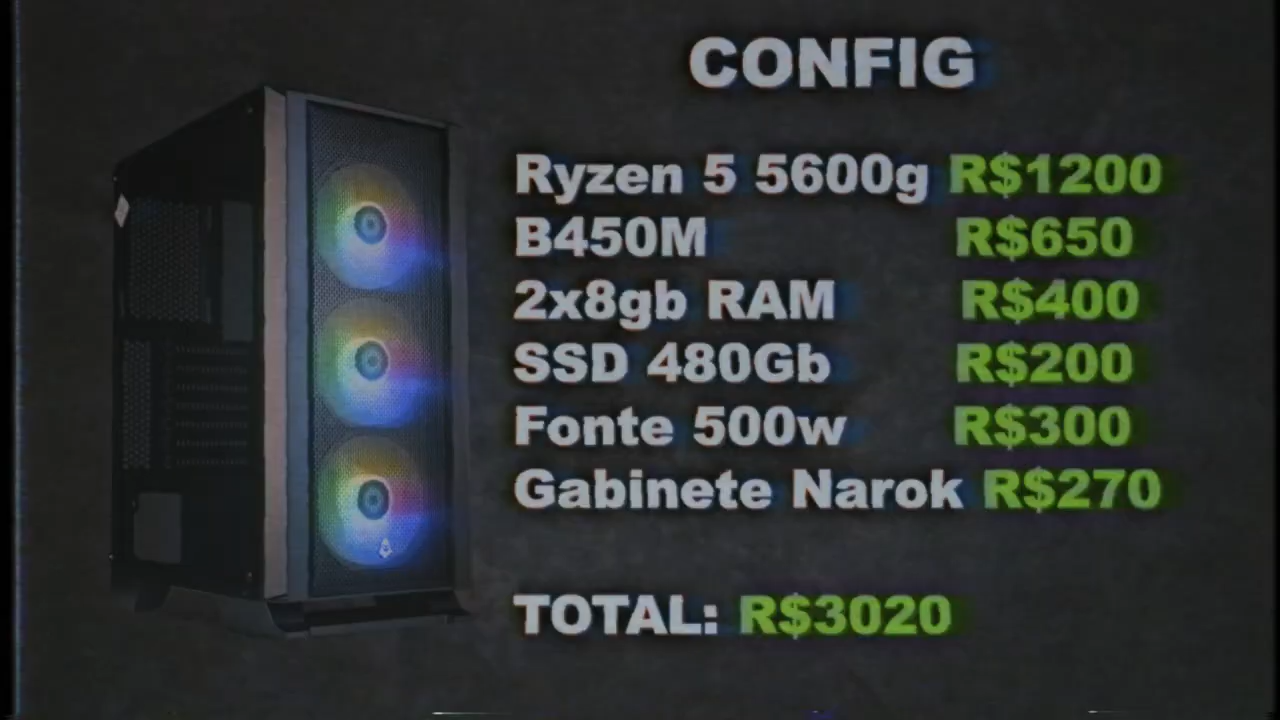 CONFIG
Ryzen 5 5600g R$1200
B450M R$650
2x8gb RAM R$400
SSD 480Gb R$200
Fonte 500w R$300
Gabinete Narok R$270
TOTAL: R$3020